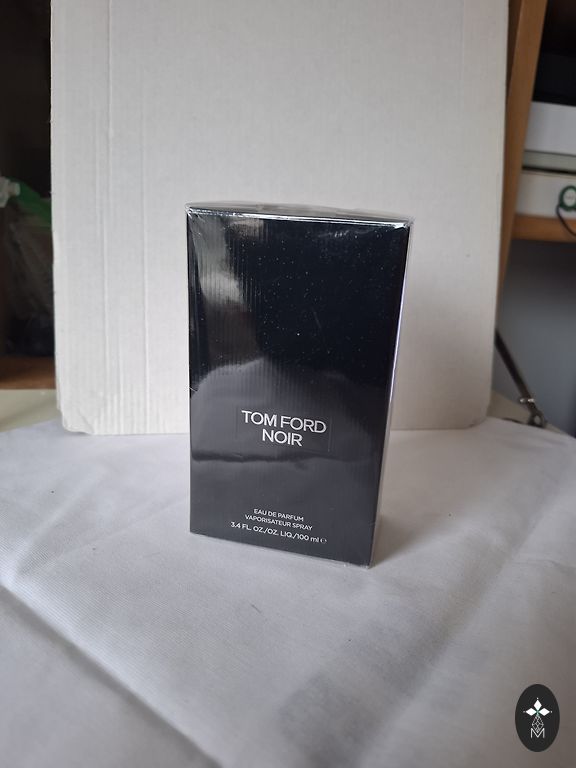 TOM FORD
NOIR
EAU DE PARFUM
VAPORISATEUR SPRAY
3.4 FL. OZ./OZ. LIQ./100 ml ℮
M